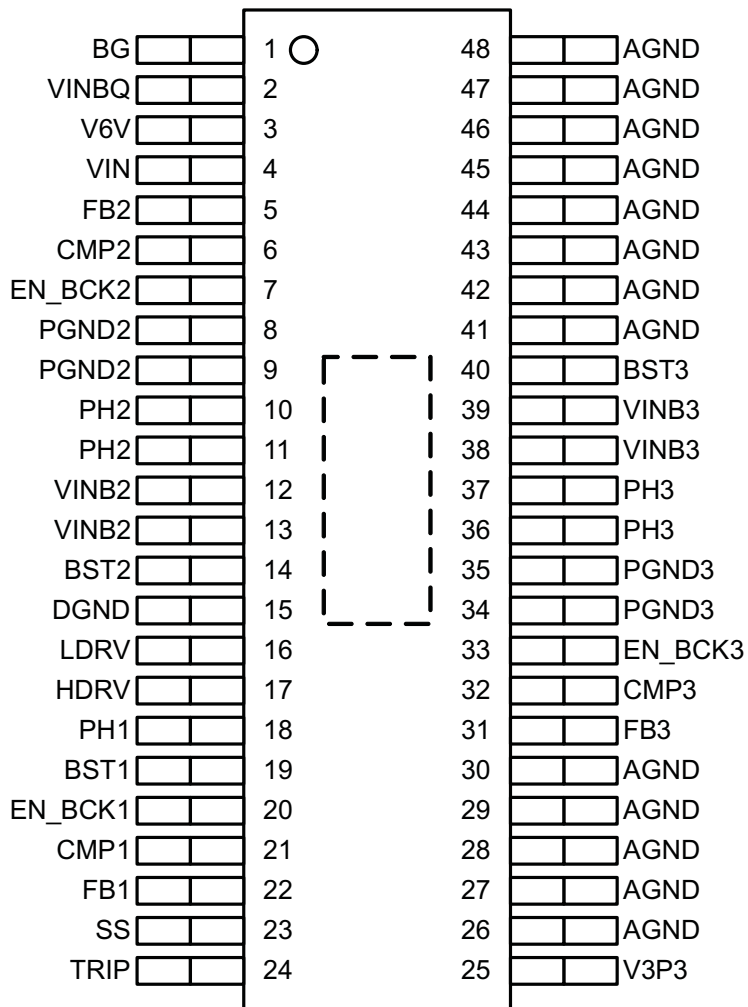 BG 1 48 AGND
VINBQ 2 47 AGND
V6V 3 46 AGND
VIN 4 45 AGND
FB2 5 44 AGND
CMP2 6 43 AGND
EN_BCK2 7 42 AGND
PGND2 8 41 AGND
PGND2 9 40 BST3
PH2 10 39 VINB3
PH2 11 38 VINB3
VINB2 12 37 PH3
VINB2 13 36 PH3
BST2 14 35 PGND3
DGND 15 34 PGND3
LDRV 16 33 EN_BCK3
HDRV 17 32 CMP3
PH1 18 31 FB3
BST1 19 30 AGND
EN_BCK1 20 29 AGND
CMP1 21 28 AGND
FB1 22 27 AGND
SS 23 26 AGND
TRIP 24 25 V3P3